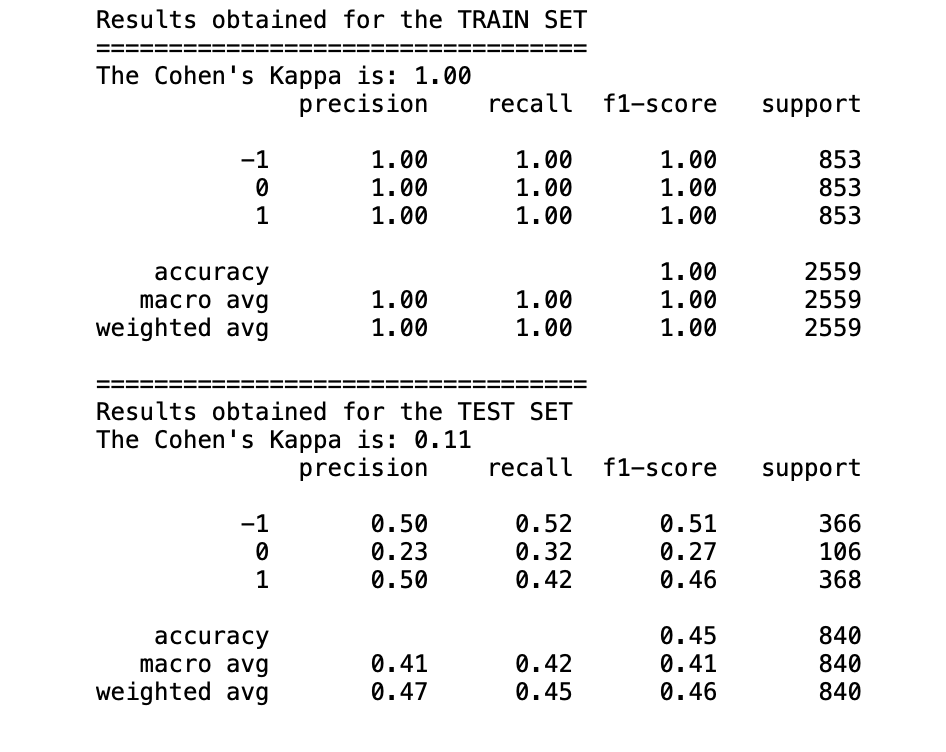 Results obtained for the TRAIN SET
==================================
The Cohen's Kappa is: 1.00
precision recall f1-score support
-1 1.00 1.00 1.00 853
0 1.00 1.00 1.00 853
1 1.00 1.00 1.00 853
accuracy 1.00 2559
macro avg 1.00 1.00 1.00 2559
weighted avg 1.00 1.00 1.00 2559
==================================
Results obtained for the TEST SET
The Cohen's Kappa is: 0.11
precision recall f1-score support
-1 0.50 0.52 0.51 366
0 0.23 0.32 0.27 106
1 0.50 0.42 0.46 368
accuracy 0.45 840
macro avg 0.41 0.42 0.41 840
weighted avg 0.47 0.45 0.46 840